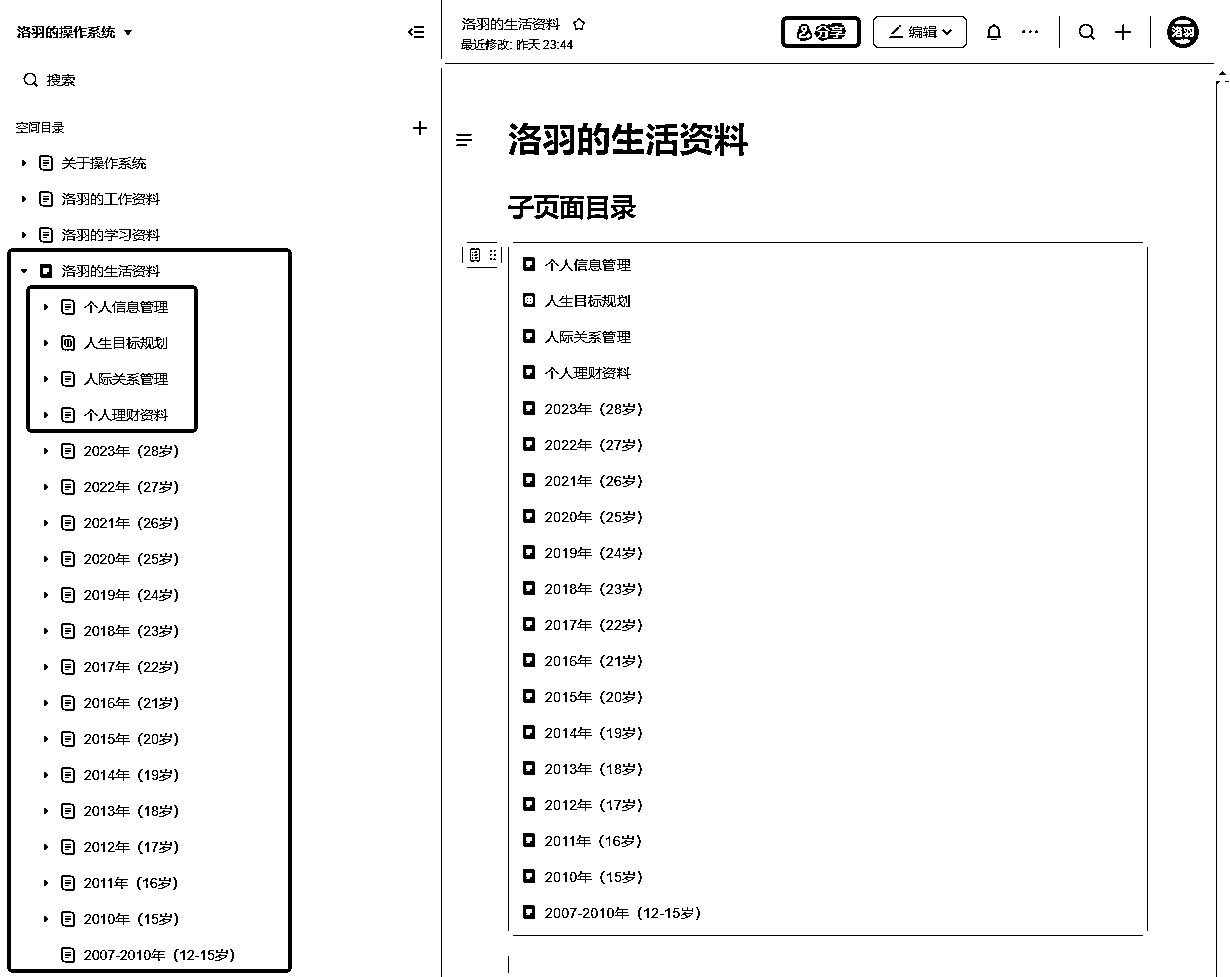 洛羽的操作系统
搜索
空间目录
关于操作系统
洛羽的工作资料
洛羽的学习资料
洛羽的生活资料
个人信息管理
人生目标规划
人际关系管理
个人理财资料
2023年（28岁）
2022年（27岁）
2021年（26岁）
2020年（25岁）
2019年（24岁）
2018年（23岁）
2017年（22岁）
2016年（21岁）
2015年（20岁）
2014年（19岁）
2013年（18岁）
2012年（17岁）
2011年（16岁）
2010年（15岁）
2007-2010年（12-15岁）
洛羽的生活资料
最近修改: 昨天 23:44
分享
编辑
洛羽
洛羽的生活资料
子页面目录
个人信息管理
人生目标规划
人际关系管理
个人理财资料
2023年（28岁）
2022年（27岁）
2021年（26岁）
2020年（25岁）
2019年（24岁）
2018年（23岁）
2017年（22岁）
2016年（21岁）
2015年（20岁）
2014年（19岁）
2013年（18岁）
2012年（17岁）
2011年（16岁）
2010年（15岁）
2007-2010年（12-15岁）